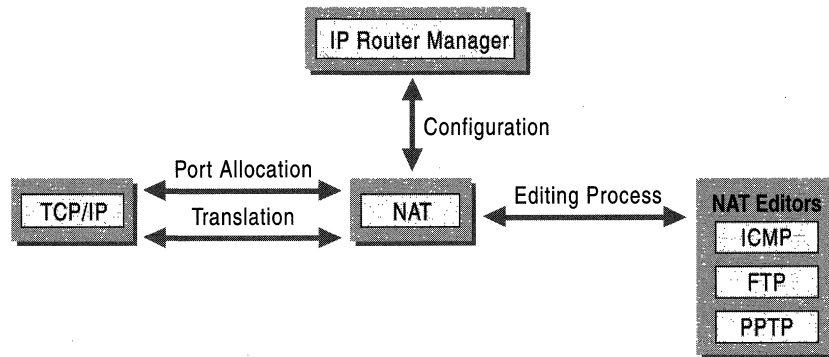 IP Router Manager
Configuration
Port Allocation
TCP/IP
Translation
NAT
Editing Process
NAT Editors
ICMP
FTP
PPTP